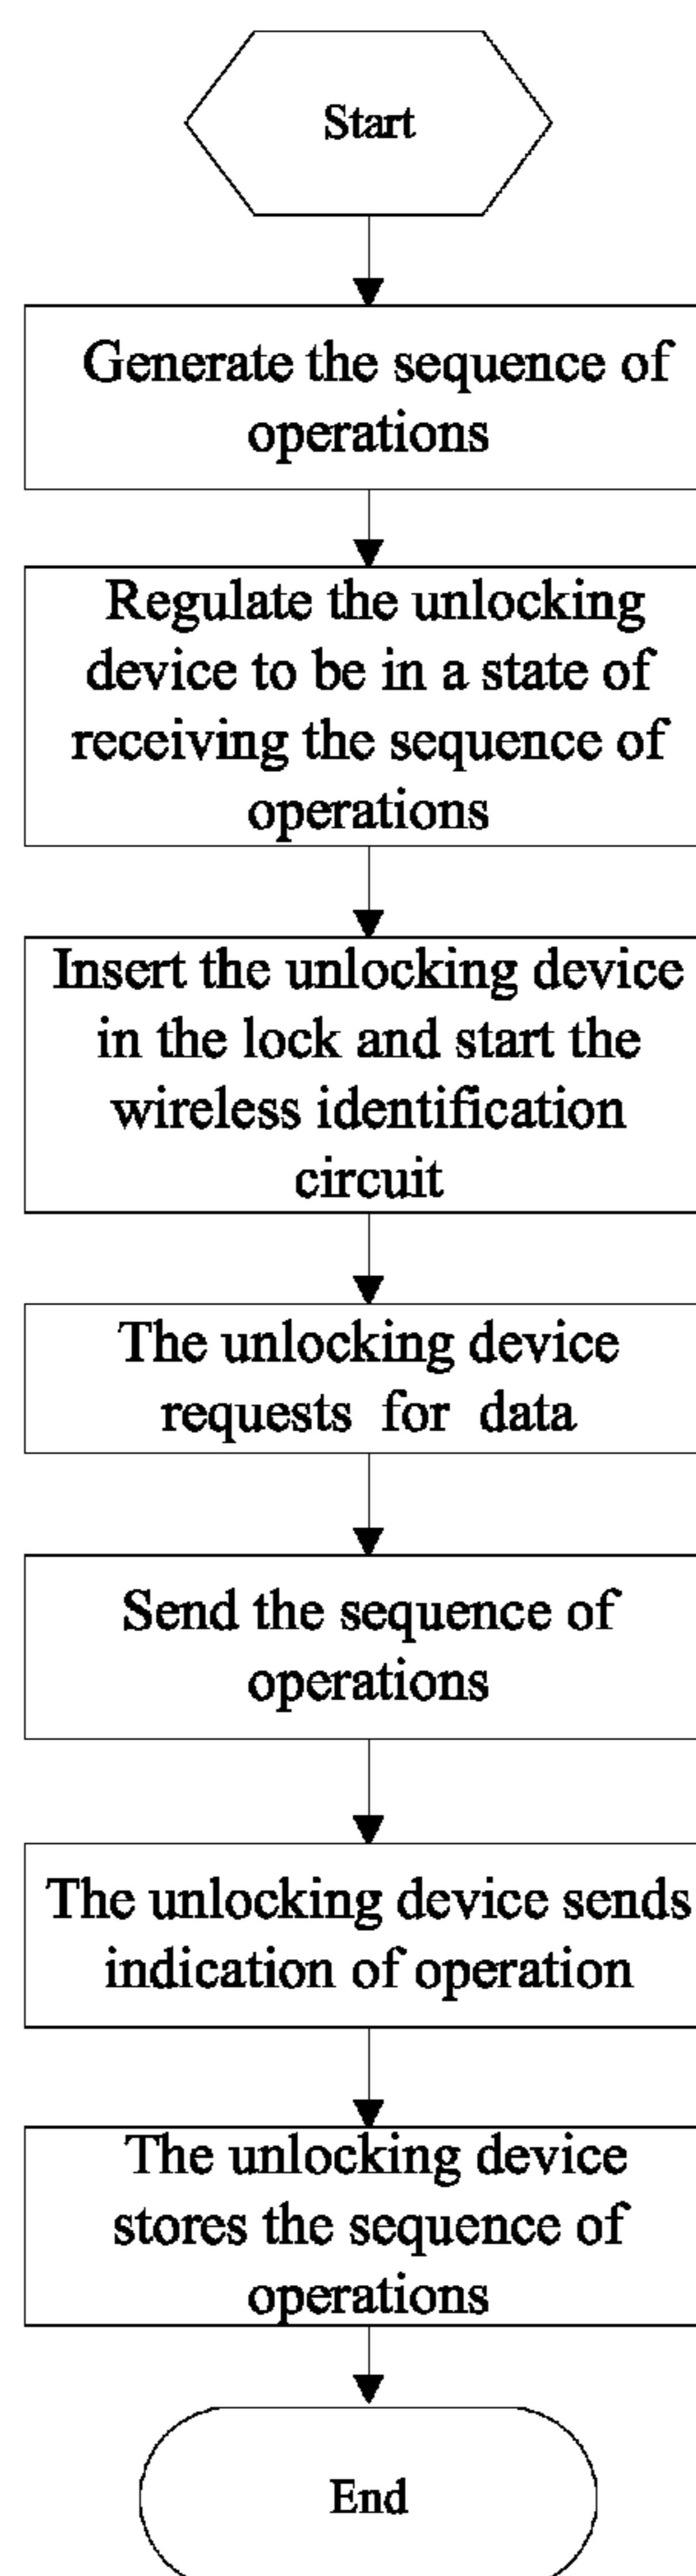 Start
Generate the sequence of
operations
Regulate the unlocking
device to be in a state of
receiving the sequence of
operations
Insert the unlocking device
in the lock and start the
wireless identification
circuit
The unlocking device
requests for data
Send the sequence of
operations
The unlocking device sends
indication of operation
The unlocking device
stores the sequence of
operations
End